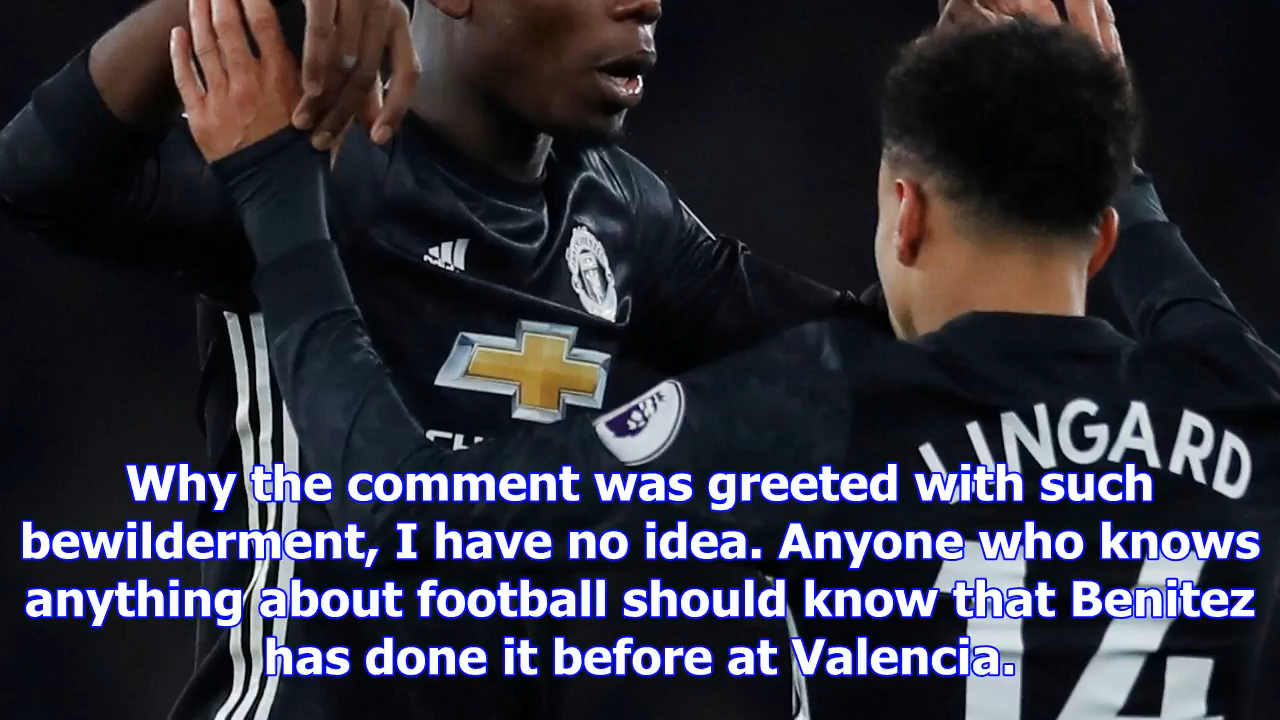 LINGARD
14
Why the comment was greeted with such
bewilderment, I have no idea. Anyone who knows
anything about football should know that Benitez
has done it before at Valencia.